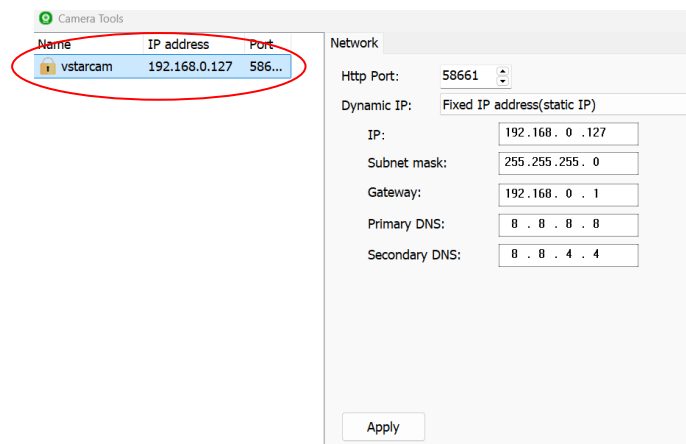 Camera Tools
Name IP address Port
vstarcam 192.168.0.127 586...
Network
Http Port: 58661
Dynamic IP: Fixed IP address(static IP)
IP: 192.168. 0 .127
Subnet mask: 255.255.255. 0
Gateway: 192.168. 0 . 1
Primary DNS: 8 . 8 . 8 . 8
Secondary DNS: 8 . 8 . 4 . 4
Apply